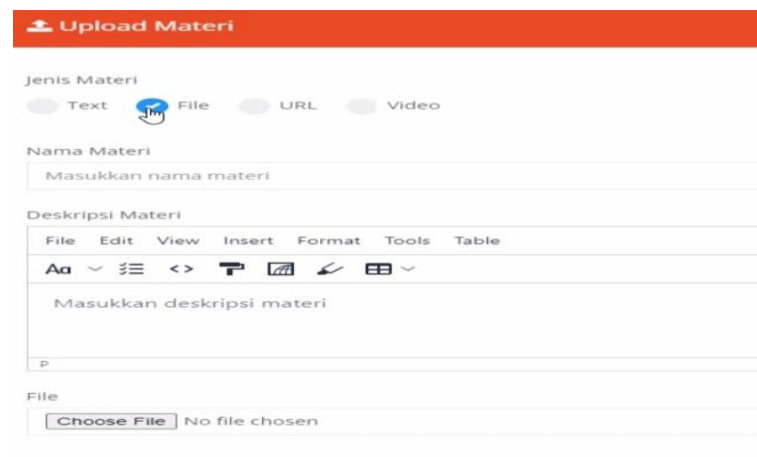 Upload Materi
Jenis Materi
Text File URL Video
Nama Materi
Masukkan nama materi
Deskripsi Materi
File Edit View Insert Format Tools Table
Aa
Masukkan deskripsi materi
P
File
Choose File No file chosen